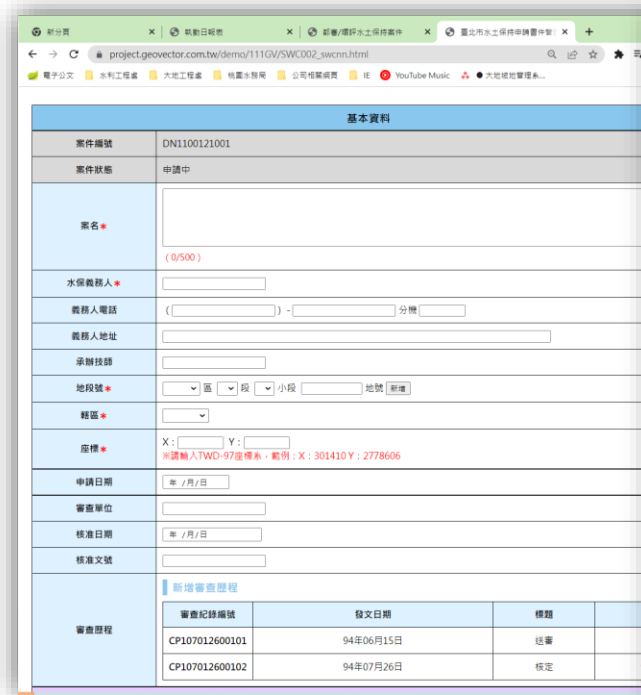 新分頁
執勤日報表
部審/環評水土保持案件
臺北市水土保持申請書件管
project.geovector.com.tw/demo/111GV/SWC002_swcnn.html
電子公文 水利工程處 大地工程處 桃園水務局 公司相關網頁 IE YouTube Music ●大地坡地管理系...
基本資料
案件編號 DN1100121001
案件狀態 申請中
案名*
(0/500)
水保義務人*
義務人電話 ( ) - 分機
義務人地址
承辦技師
地段號* 區 段 小段 地號 新增
轄區*
座標* X: Y:
※請輸入TWD-97座標系,範例:X:301410 Y:2778606
申請日期 年 /月/日
審查單位
核准日期 年 /月/日
核准文號
審查歷程
新增審查歷程
審查紀錄編號 發文日期 標題
CP107012600101 94年06月15日 送審
CP107012600102 94年07月26日 核定